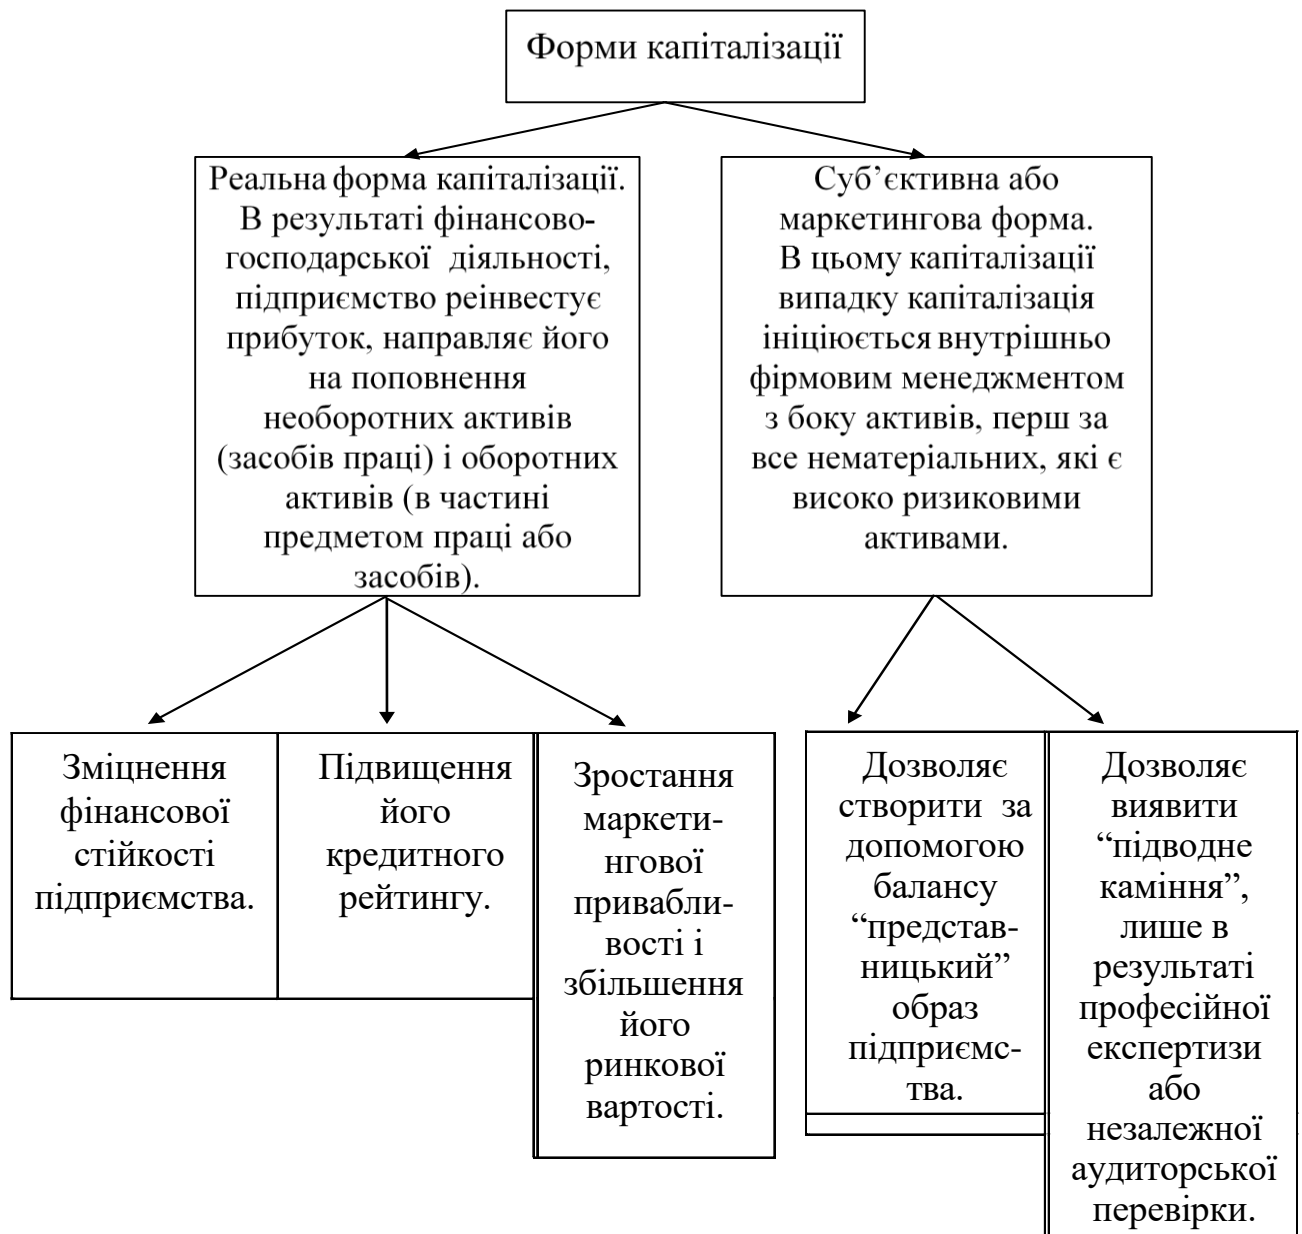 Форми капіталізації
Реальна форма капіталізації.
В результаті фінансово-
господарської діяльності,
підприємство реінвестує
прибуток, направляє його
на поповнення
необоротних активів
(засобів праці) і оборотних
активів (в частині
предметом праці або
засобів).
Суб’єктивна або
маркетингова форма.
В цьому капіталізації
випадку капіталізація
ініціюється внутрішньо
фірмовим менеджментом
з боку активів, перш за
все нематеріальних, які є
високо ризиковими
активами.
Зміцнення
фінансової
стійкості
підприємства.
Підвищення
його
кредитного
рейтингу.
Зростання
маркети-
нгової
привабли-
вості і
збільшення
його
ринкової
вартості.
Дозволяє
створити за
допомогою
балансу
“представ-
ницький”
образ
підприємс-
тва.
Дозволяє
виявити
“підводне
каміння”,
лише в
результаті
професійної
експертизи
або
незалежної
аудиторської
перевірки.